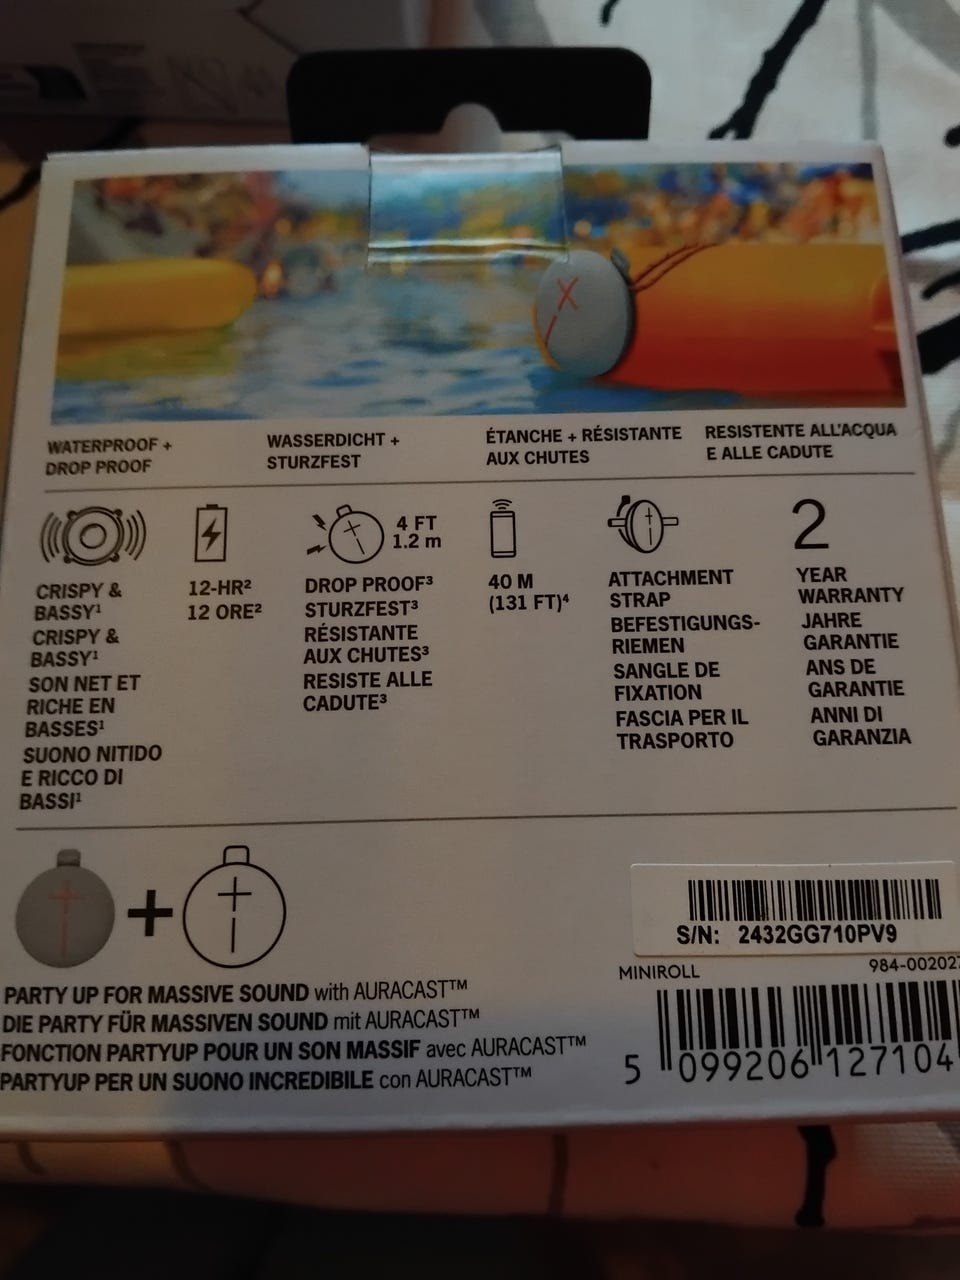 WATERPROOF +
DROP PROOF
WASSERDICHT +
STURZFEST
ÉTANCHE + RÉSISTANTE
AUX CHUTES
RESISTENTE ALL'ACQUA
E ALLE CADUTE
CRISPY &
BASSY¹
CRISPY &
BASSY¹
SON NET ET
RICHE EN
BASSES¹
SUONO NITIDO
E RICCO DI
BASSI¹
12-HR²
12 ORE²
4 FT
1.2 m
DROP PROOF³
STURZFEST³
RÉSISTANTE
AUX CHUTES³
RESISTE ALLE
CADUTE³
40 M
(131 FT)⁴
ATTACHMENT
STRAP
BEFESTIGUNGS-
RIEMEN
SANGLE DE
FIXATION
FASCIA PER IL
TRASPORTO
2
YEAR
WARRANTY
JAHRE
GARANTIE
ANS DE
GARANTIE
ANNI DI
GARANZIA
+
PARTY UP FOR MASSIVE SOUND with AURACAST™
DIE PARTY FÜR MASSIVEN SOUND mit AURACAST™
FONCTION PARTYUP POUR UN SON MASSIF avec AURACAST™
PARTYUP PER UN SUONO INCREDIBILE con AURACAST™
S/N: 2432GG710PV9
MINIROLL
984-002027
5 099206 127104